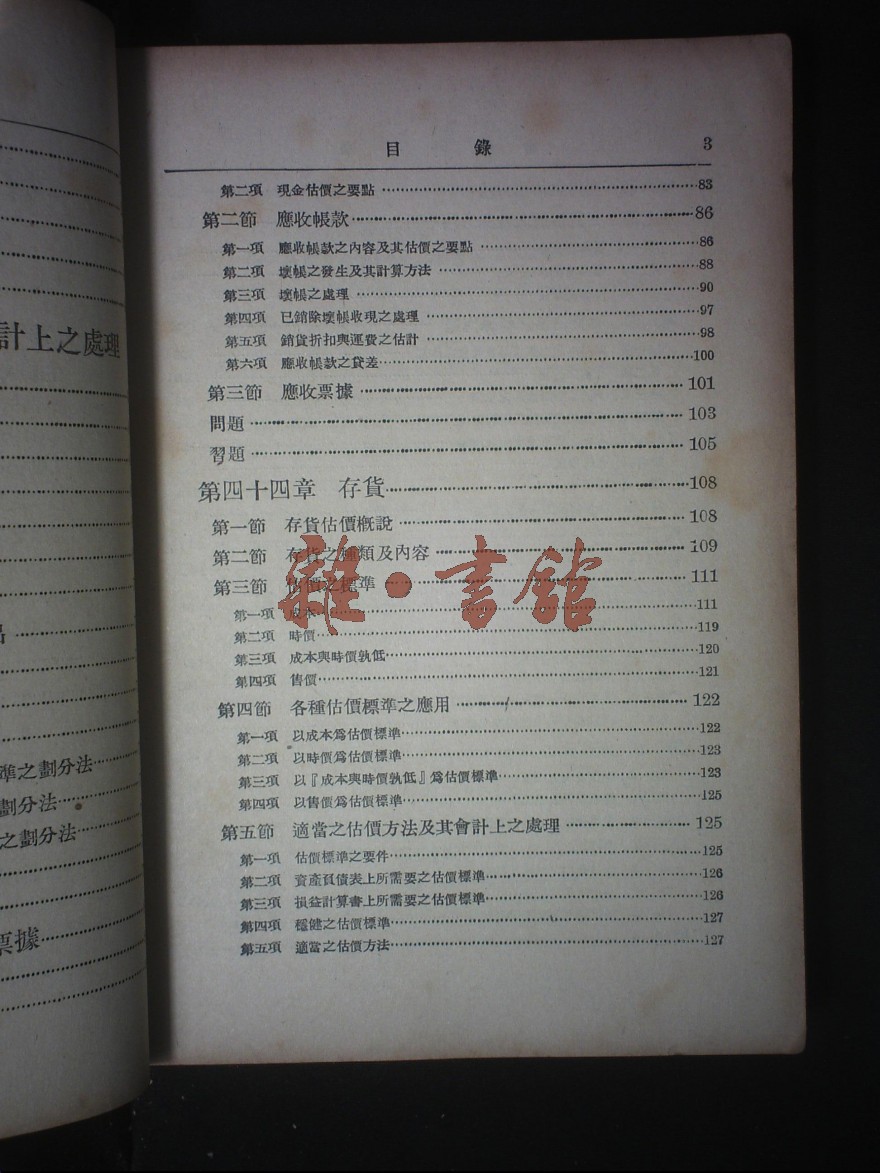 計上之處理
準之劃分法
劃分法
之劃分法
票據
目錄 3
第二項 現金估價之要點 83
第二節 應收帳款 86
第一項 應收帳款之內容及其估價之要點 86
第二項 壞帳之發生及其計算方法 88
第三項 壞帳之處理 90
第四項 已銷除壞帳收現之處理 97
第五項 銷貨折扣與運費之估計 98
第六項 應收帳款之貸差 100
第三節 應收票據 101
問題 103
習題 105
第四十四章 存貨 108
第一節 存貨估價概說 108
第二節 存貨之種類及內容 109
第三節 估價之標準 111
第一項 成本 111
第二項 時價 119
第三項 成本與時價孰低 120
第四項 售價 121
第四節 各種估價標準之應用 122
第一項 以成本爲估價標準 122
第二項 以時價爲估價標準 123
第三項 以『成本與時價孰低』爲估價標準 123
第四項 以售價爲估價標準 125
第五節 適當之估價方法及其會計上之處理 125
第一項 估價標準之要件 125
第二項 資產負債表上所需要之估價標準 126
第三項 損益計算書上所需要之估價標準 126
第四項 穩健之估價標準 127
第五項 適當之估價方法 127
雜·書館